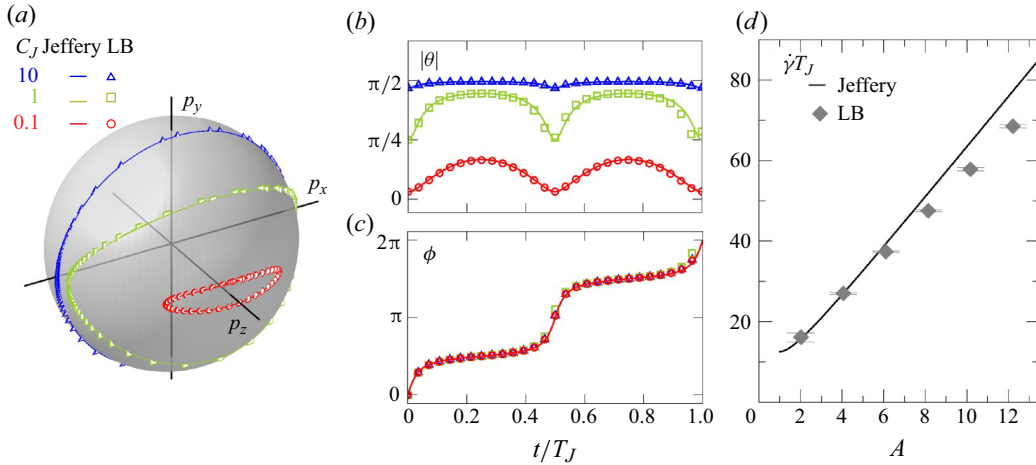 (a)
C_J Jeffery LB
10
1
0.1
p_y
p_x
p_z
(b)
|θ|
π/2
π/4
0
(c)
ϕ
2π
π
0
0 0.2 0.4 0.6 0.8 1.0
t/T_J
(d)
γ̇T_J
Jeffery
LB
80
60
40
20
2 4 6 8 10 12
A